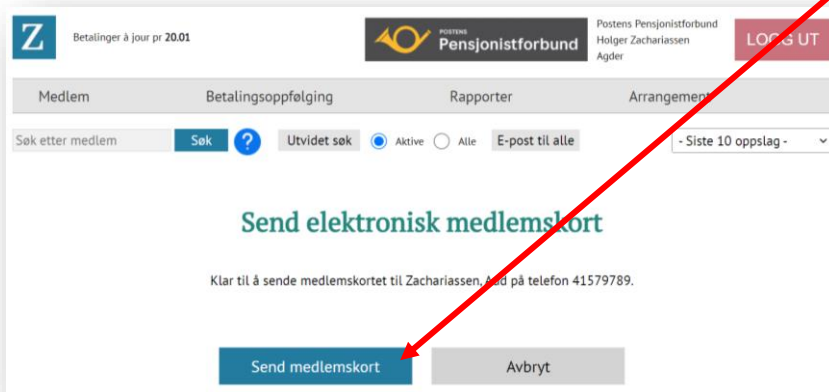 Z
Betalinger à jour pr 20.01
POSTENS
Pensjonistforbund
Postens Pensjonistforbund
Holger Zachariassen
Agder
LOGG UT
Medlem Betalingsoppfølging Rapporter Arrangement
Søk etter medlem Søk ? Utvidet søk Aktive Alle E-post til alle - Siste 10 oppslag -
Send elektronisk medlemskort
Klar til å sende medlemskortet til Zachariassen, på telefon 41579789.
Send medlemskort Avbryt